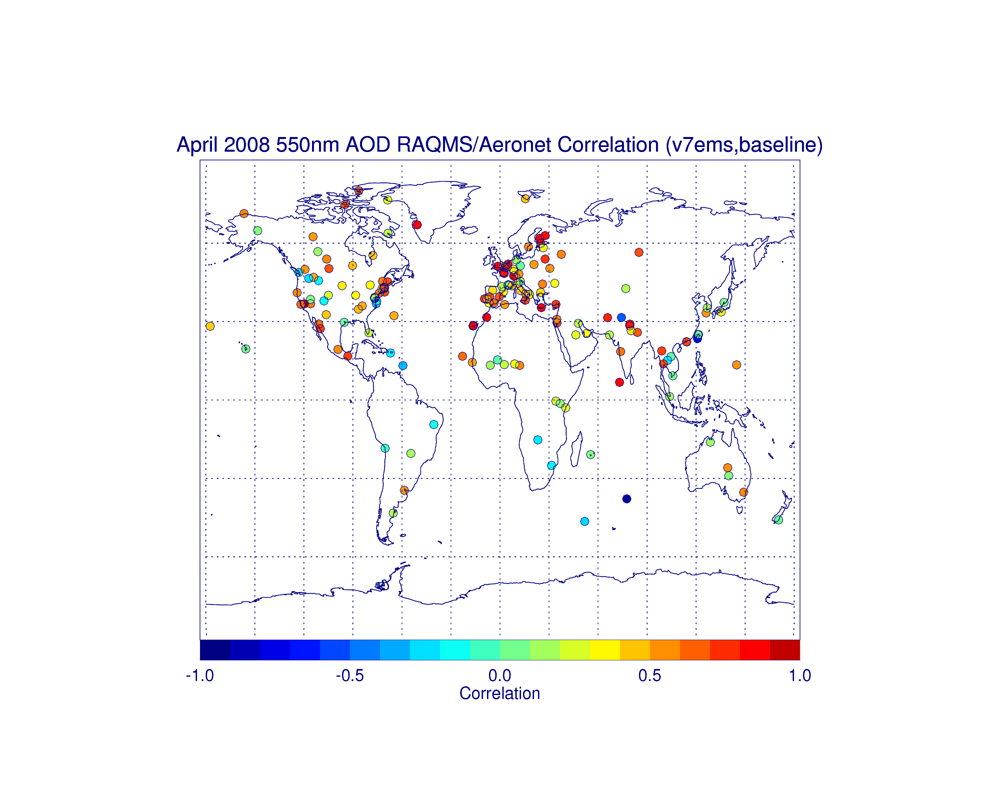 April 2008 550nm AOD RAQMS/Aeronet Correlation (v7ems,baseline)
-1.0 -0.5 0.0 0.5 1.0
Correlation